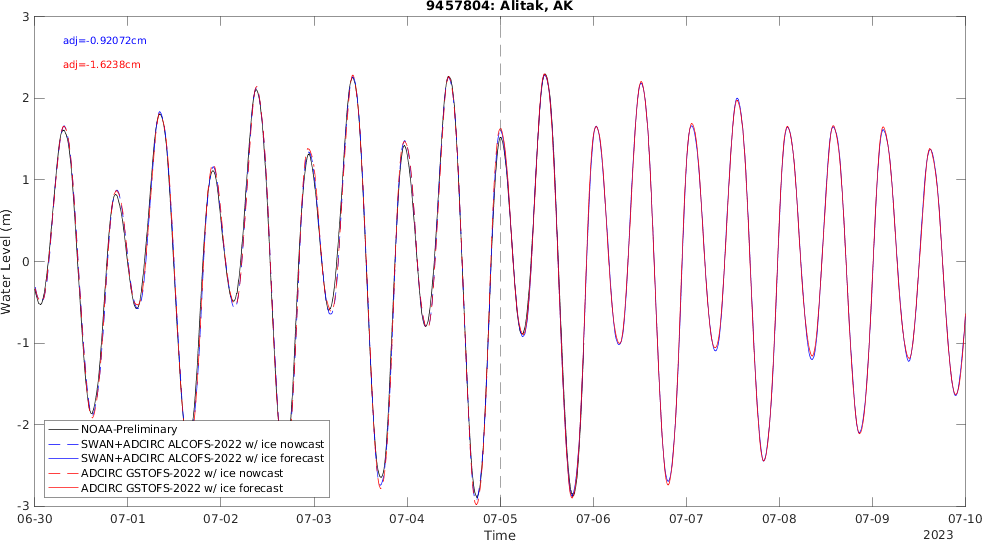 9457804: Alitak, AK
adj=-0.92072cm
adj=-1.6238cm
3
2
1
0
-1
-2
-3
Water Level (m)
NOAA-Preliminary
SWAN+ADCIRC ALCOFS-2022 w/ ice nowcast
SWAN+ADCIRC ALCOFS-2022 w/ ice forecast
ADCIRC GSTOFS-2022 w/ ice nowcast
ADCIRC GSTOFS-2022 w/ ice forecast
06-30 07-01 07-02 07-03 07-04 07-05 07-06 07-07 07-08 07-09 07-10
Time
2023